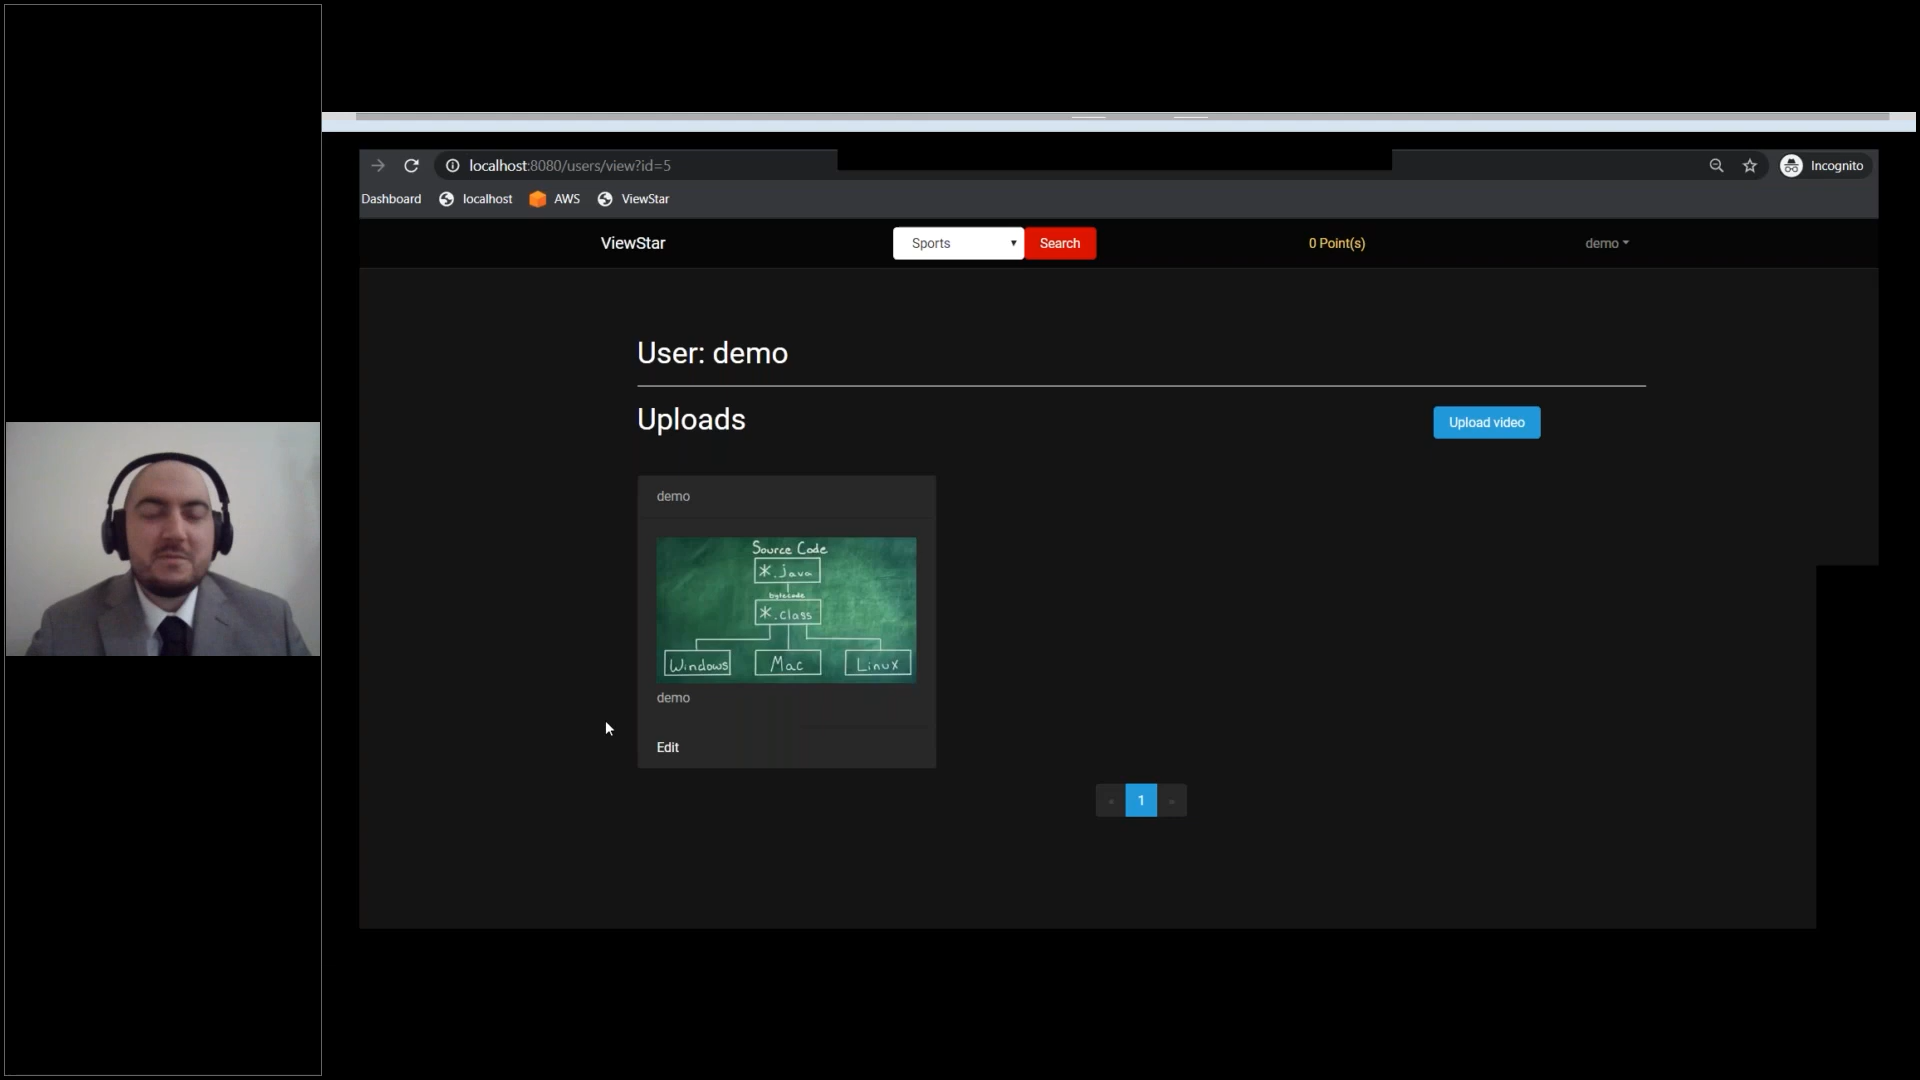 localhost:8080/users/view?id=5
Incognito
Dashboard
localhost
AWS
ViewStar
ViewStar
Sports
Search
0 Point(s)
demo
User: demo
Uploads
Upload video
demo
Source Code
*.java
bytecode
*.class
Windows
Mac
Linux
demo
Edit
« 1 »